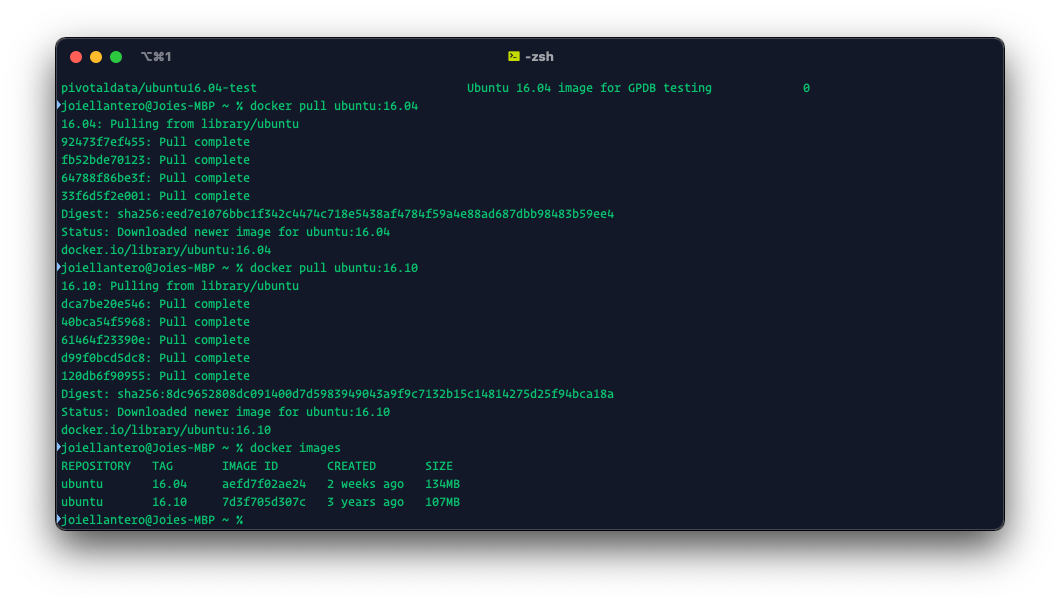 ⌥⌘1
-zsh
pivotaldata/ubuntu16.04-test Ubuntu 16.04 image for GPDB testing 0
joiellantero@Joies-MBP ~ % docker pull ubuntu:16.04
16.04: Pulling from library/ubuntu
92473f7ef455: Pull complete
fb52bde70123: Pull complete
64788f86be3f: Pull complete
33f6d5f2e001: Pull complete
Digest: sha256:eed7e1076bbc1f342c4474c718e5438af4784f59a4e88ad687dbb98483b59ee4
Status: Downloaded newer image for ubuntu:16.04
docker.io/library/ubuntu:16.04
joiellantero@Joies-MBP ~ % docker pull ubuntu:16.10
16.10: Pulling from library/ubuntu
dca7be20e546: Pull complete
40bca54f5968: Pull complete
61464f23390e: Pull complete
d99f0bcd5dc8: Pull complete
120db6f90955: Pull complete
Digest: sha256:8dc9652808dc091400d7d5983949043a9f9c7132b15c14814275d25f94bca18a
Status: Downloaded newer image for ubuntu:16.10
docker.io/library/ubuntu:16.10
joiellantero@Joies-MBP ~ % docker images
REPOSITORY TAG IMAGE ID CREATED SIZE
ubuntu 16.04 aefd7f02ae24 2 weeks ago 134MB
ubuntu 16.10 7d3f705d307c 3 years ago 107MB
joiellantero@Joies-MBP ~ %